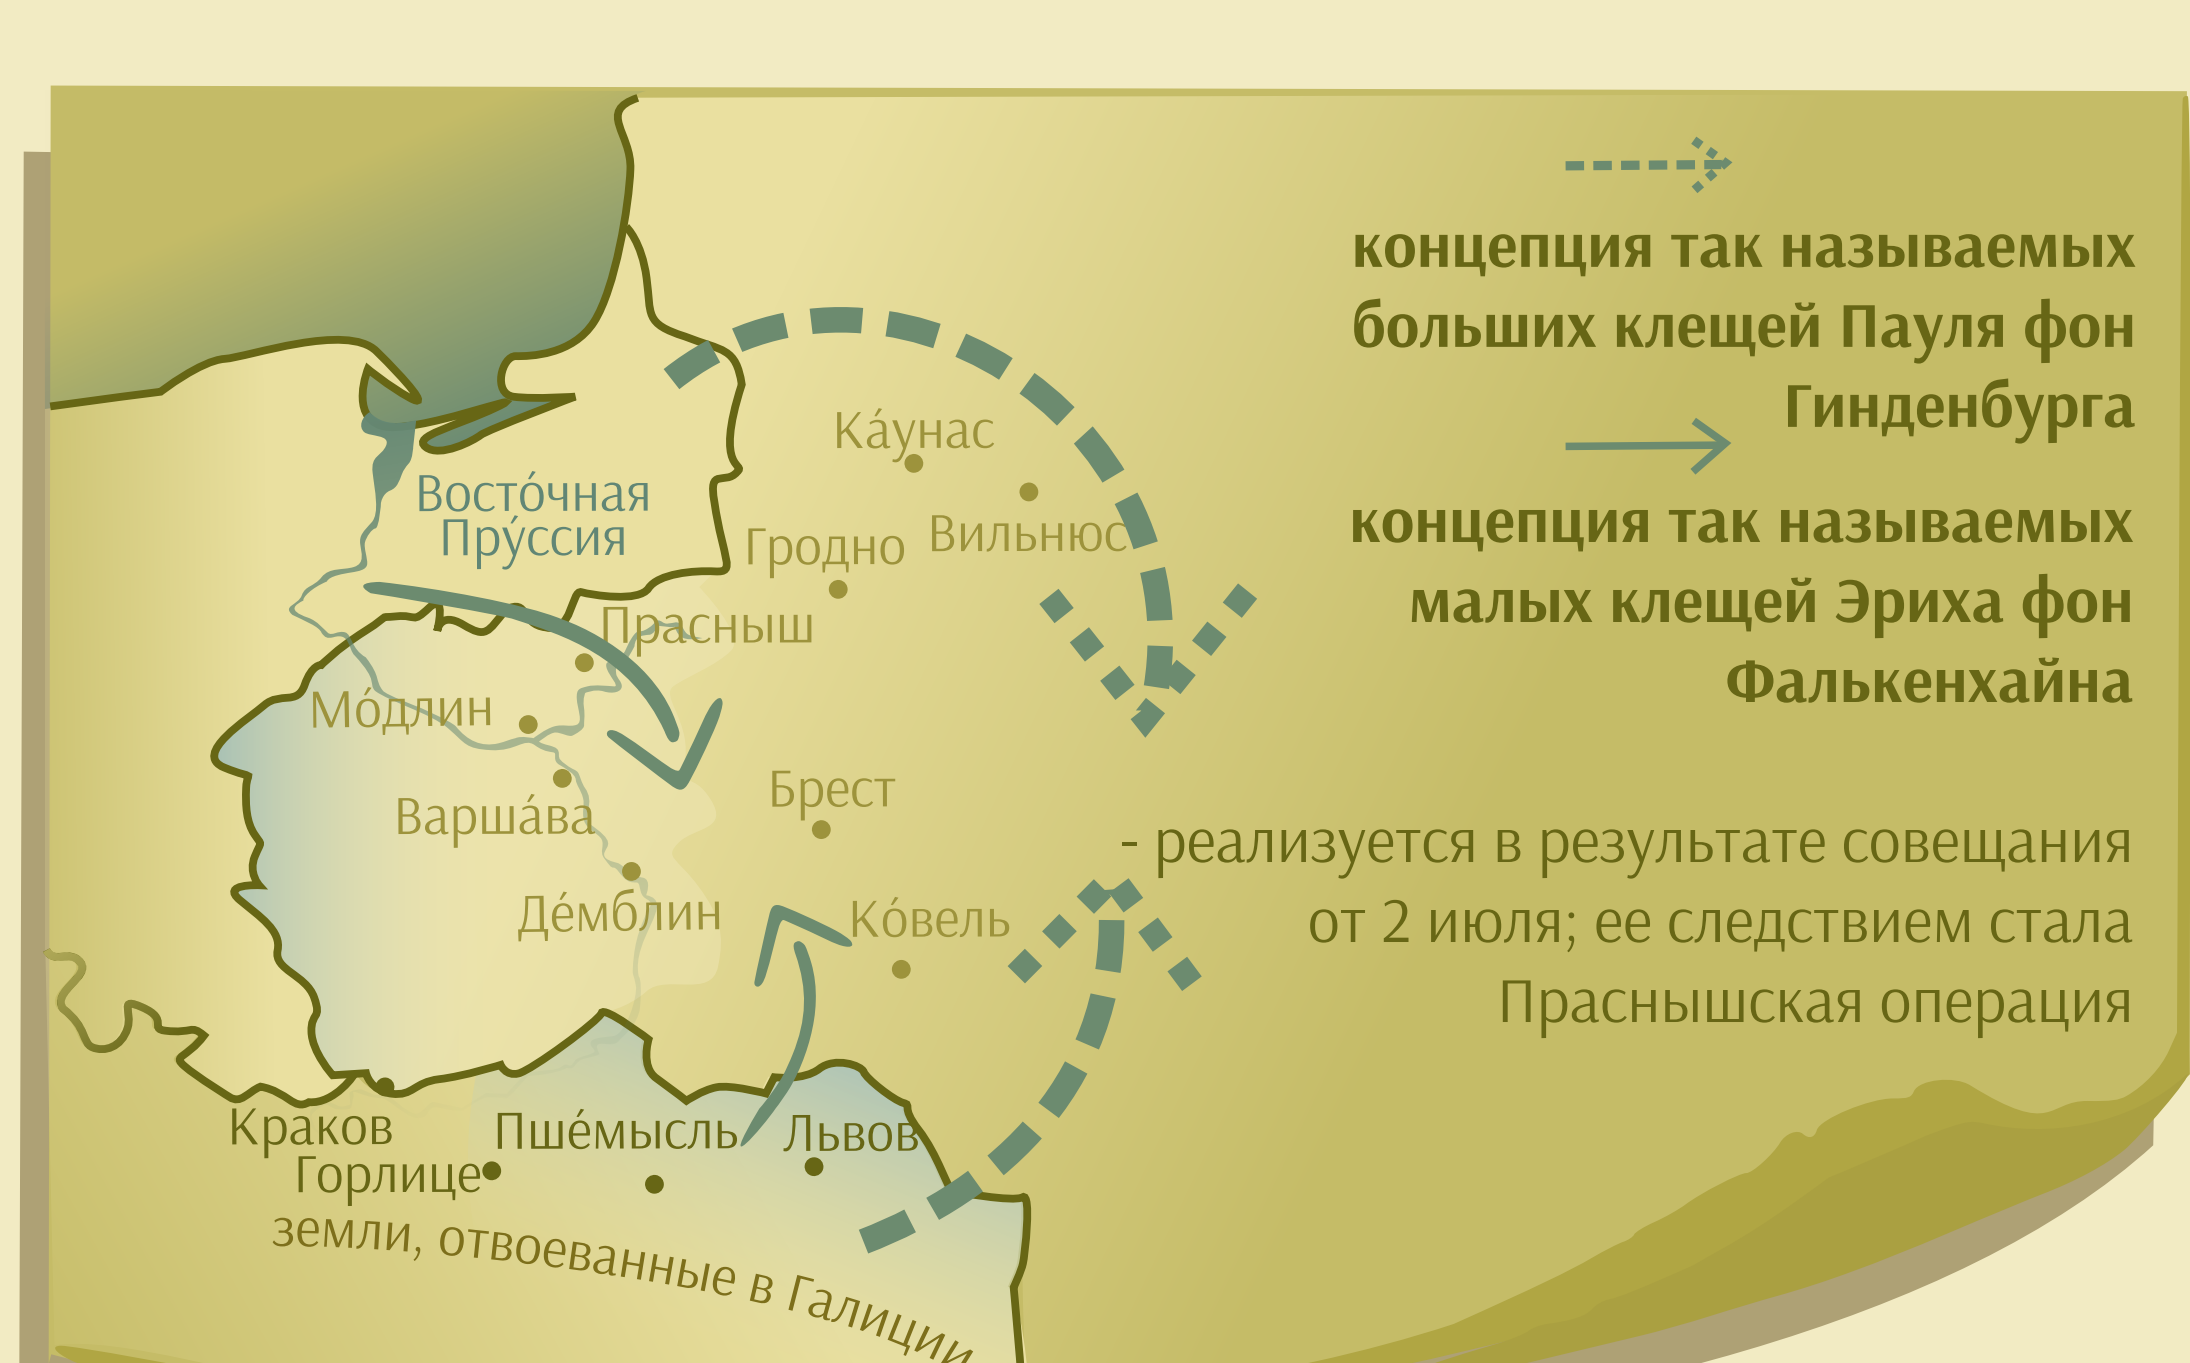 концепция так называемых
больших клещей Пауля фон
Гинденбурга
концепция так называемых
малых клещей Эриха фон
Фалькенхайна
- реализуется в результате совещания
от 2 июля; ее следствием стала
Праснышская операция
Ка́унас
Восто́чная
Пру́ссия
Гродно
Вильнюс
Прасныш
Мо́длин
Варша́ва
Брест
Де́мблин
Ко́вель
Краков
Пше́мысль
Львов
Горлице
земли, отвоеванные в Галиции